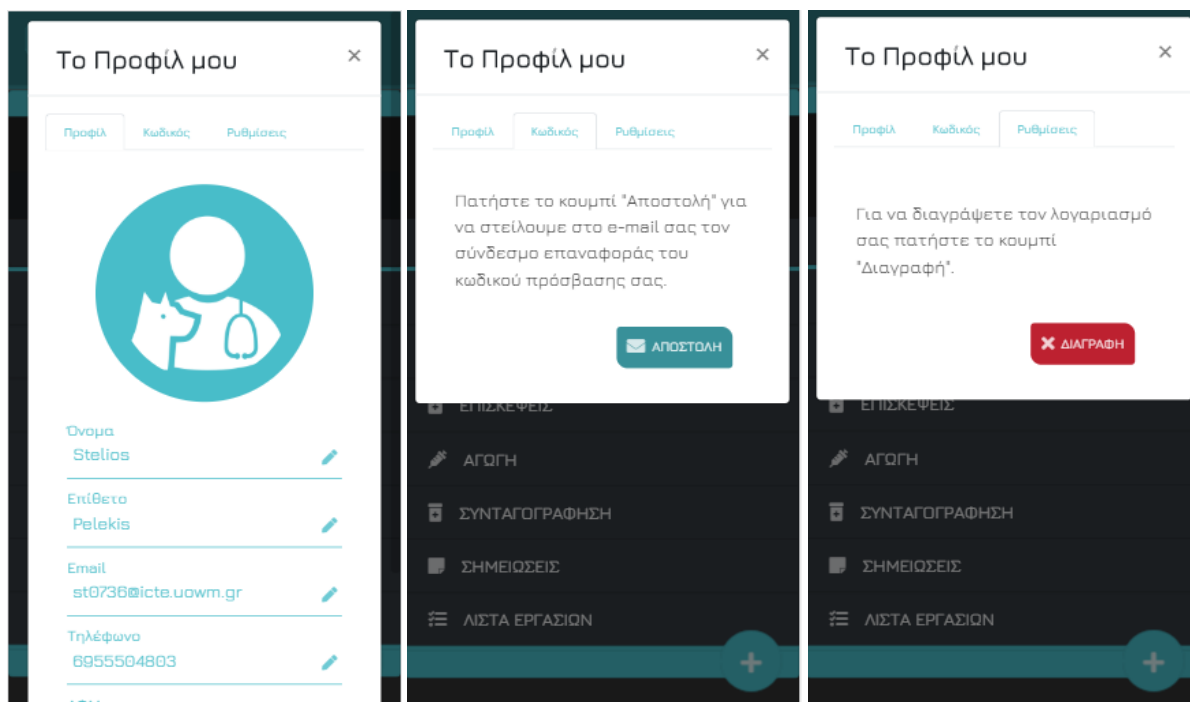 Το Προφίλ μου ×
Προφίλ Κωδικός Ρυθμίσεις
Όνομα
Stelios
Επίθετο
Pelekis
Email
st0736@icte.uowm.gr
Τηλέφωνο
6955504803
Το Προφίλ μου ×
Προφίλ Κωδικός Ρυθμίσεις
Πατήστε το κουμπί "Αποστολή" για
να στείλουμε στο e-mail σας τον
σύνδεσμο επαναφοράς του
κωδικού πρόσβασης σας.
ΑΠΟΣΤΟΛΗ
ΕΠΙΣΚΕΨΕΙΣ
ΑΓΩΓΗ
ΣΥΝΤΑΓΟΓΡΑΦΗΣΗ
ΣΗΜΕΙΩΣΕΙΣ
ΛΙΣΤΑ ΕΡΓΑΣΙΩΝ
Το Προφίλ μου ×
Προφίλ Κωδικός Ρυθμίσεις
Για να διαγράψετε τον λογαριασμό
σας πατήστε το κουμπί
"Διαγραφή".
ΔΙΑΓΡΑΦΗ
ΕΠΙΣΚΕΨΕΙΣ
ΑΓΩΓΗ
ΣΥΝΤΑΓΟΓΡΑΦΗΣΗ
ΣΗΜΕΙΩΣΕΙΣ
ΛΙΣΤΑ ΕΡΓΑΣΙΩΝ